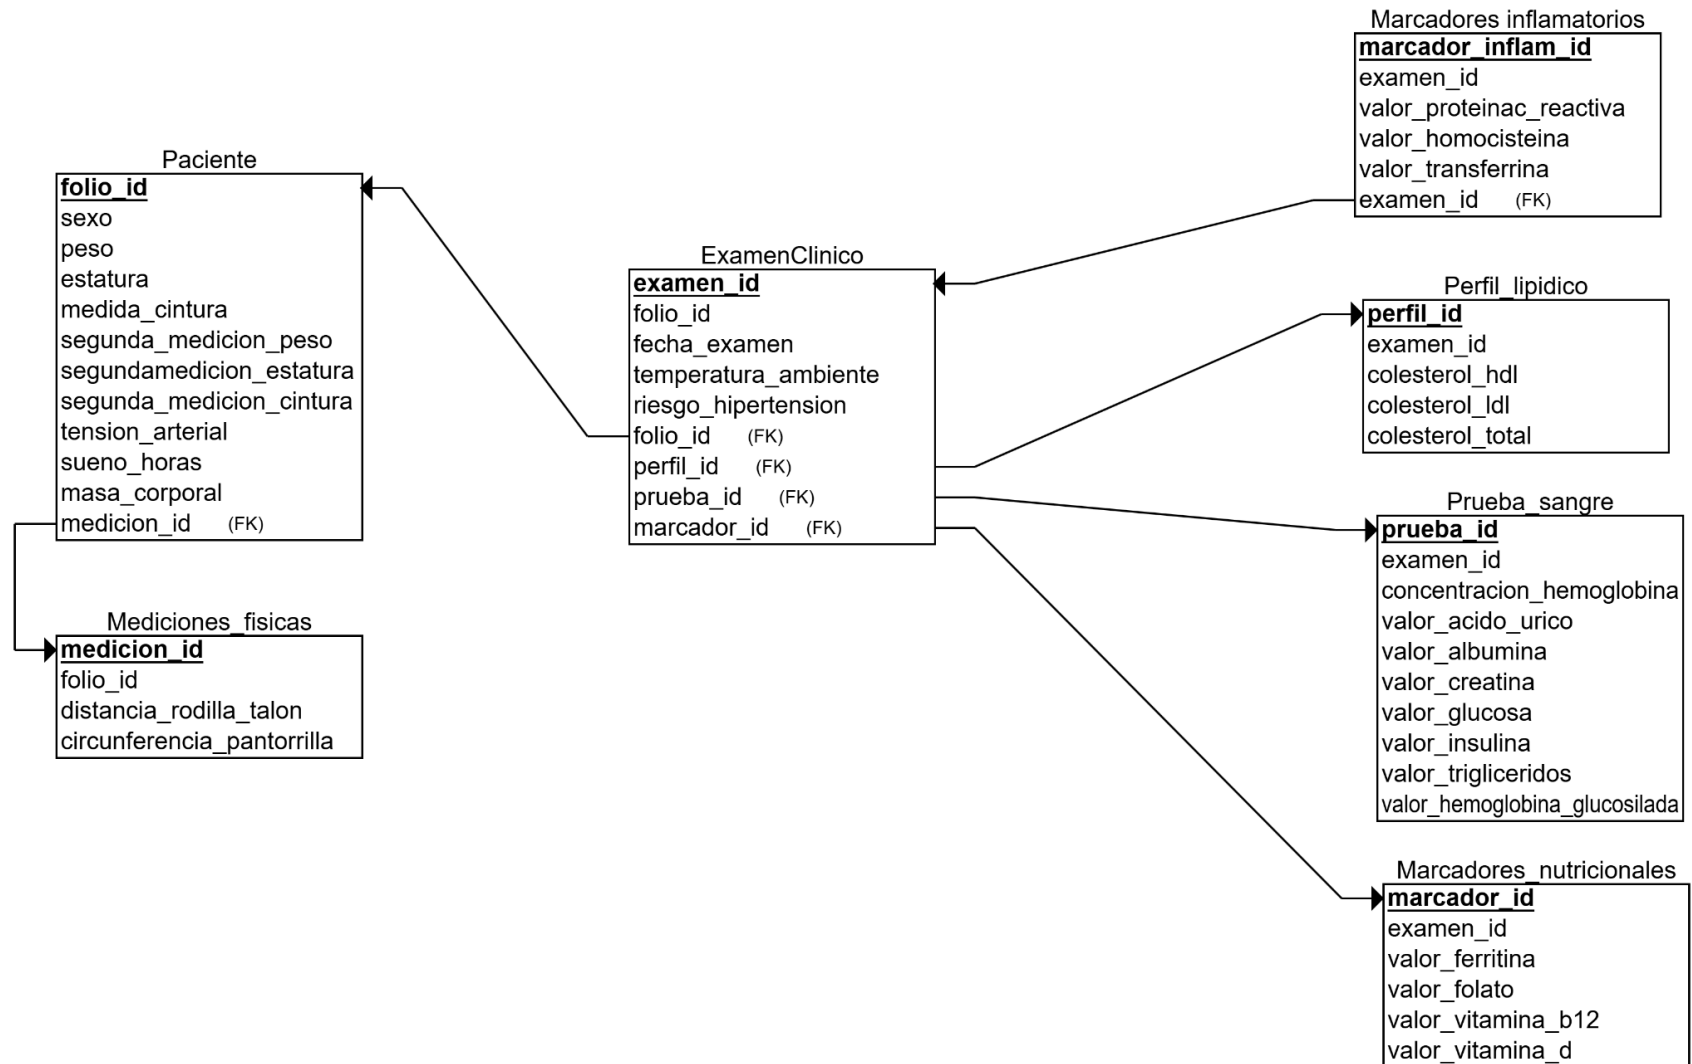 Paciente
folio_id
sexo
peso
estatura
medida_cintura
segunda_medicion_peso
segundamedicion_estatura
segunda_medicion_cintura
tension_arterial
sueno_horas
masa_corporal
medicion_id (FK)
Mediciones_fisicas
medicion_id
folio_id
distancia_rodilla_talon
circunferencia_pantorrilla
ExamenClinico
examen_id
folio_id
fecha_examen
temperatura_ambiente
riesgo_hipertension
folio_id (FK)
perfil_id (FK)
prueba_id (FK)
marcador_id (FK)
Marcadores inflamatorios
marcador_inflam_id
examen_id
valor_proteinac_reactiva
valor_homocisteina
valor_transferrina
examen_id (FK)
Perfil_lipidico
perfil_id
examen_id
colesterol_hdl
colesterol_ldl
colesterol_total
Prueba_sangre
prueba_id
examen_id
concentracion_hemoglobina
valor_acido_urico
valor_albumina
valor_creatina
valor_glucosa
valor_insulina
valor_trigliceridos
valor_hemoglobina_glucosilada
Marcadores_nutricionales
marcador_id
examen_id
valor_ferritina
valor_folato
valor_vitamina_b12
valor_vitamina_d